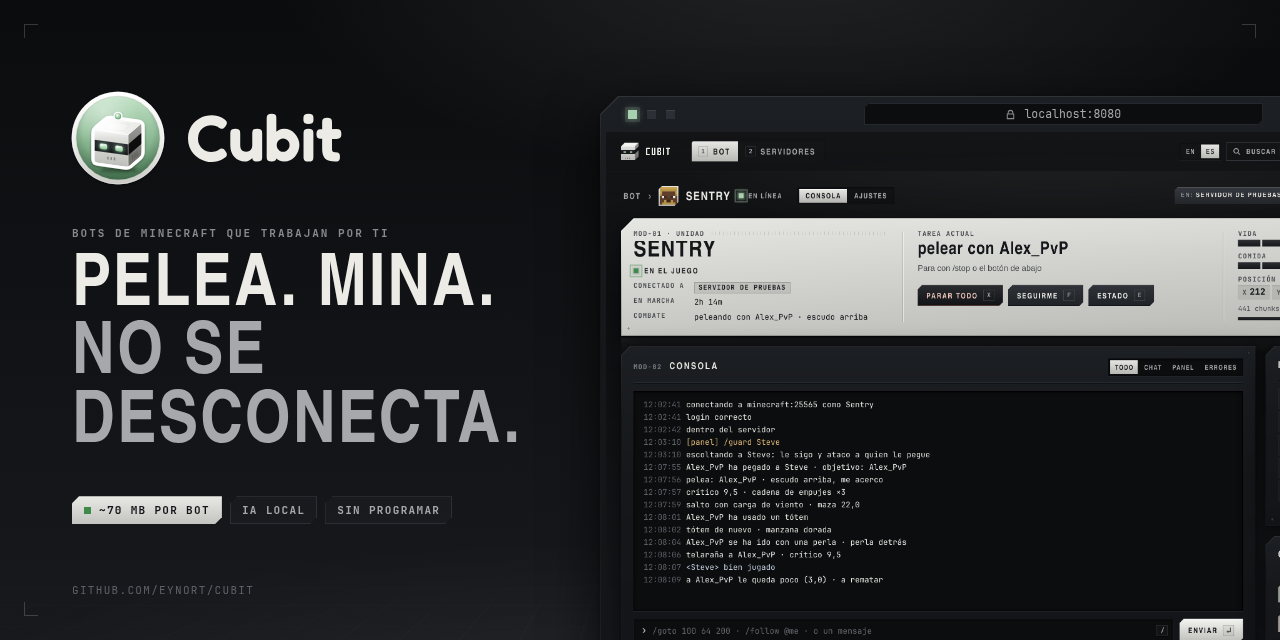 Cubit
BOTS DE MINECRAFT QUE TRABAJAN POR TI
PELEA. MINA.
NO SE
DESCONECTA.
~70 MB POR BOT
IA LOCAL
SIN PROGRAMAR
GITHUB.COM/EYNORT/CUBIT
localhost:8080
CUBIT
1 BOT
2 SERVIDORES
EN ES
BUSCAR
BOT › SENTRY EN LÍNEA
CONSOLA AJUSTES
EN: SERVIDOR DE PRUEBAS
MOD-01 · UNIDAD
SENTRY
EN EL JUEGO
CONECTADO A SERVIDOR DE PRUEBAS
EN MARCHA 2h 14m
COMBATE peleando con Alex_PvP · escudo arriba
TAREA ACTUAL
pelear con Alex_PvP
Para con /stop o el botón de abajo
PARAR TODO X
SEGUIRME F
ESTADO E
VIDA
COMIDA
POSICIÓN
X 212
441 chunks
MOD-02 CONSOLA
TODO CHAT PANEL ERRORES
12:02:41 conectando a minecraft:25565 como Sentry
12:02:41 login correcto
12:02:42 dentro del servidor
12:03:10 [panel] /guard Steve
12:03:10 escoltando a Steve: le sigo y ataco a quien le pegue
12:07:55 Alex_PvP ha pegado a Steve · objetivo: Alex_PvP
12:07:56 pelea: Alex_PvP · escudo arriba, me acerco
12:07:57 crítico 9,5 · cadena de empujes ×3
12:07:59 salto con carga de viento · maza 22,0
12:08:01 Alex_PvP ha usado un tótem
12:08:02 tótem de nuevo · manzana dorada
12:08:04 Alex_PvP se ha ido con una perla · perla detrás
12:08:06 telaraña a Alex_PvP · crítico 9,5
12:08:07 <Steve> bien jugado
12:08:09 a Alex_PvP le queda poco (3,0) · a rematar
› /goto 100 64 200 · /follow @me · o un mensaje
/
ENVIAR